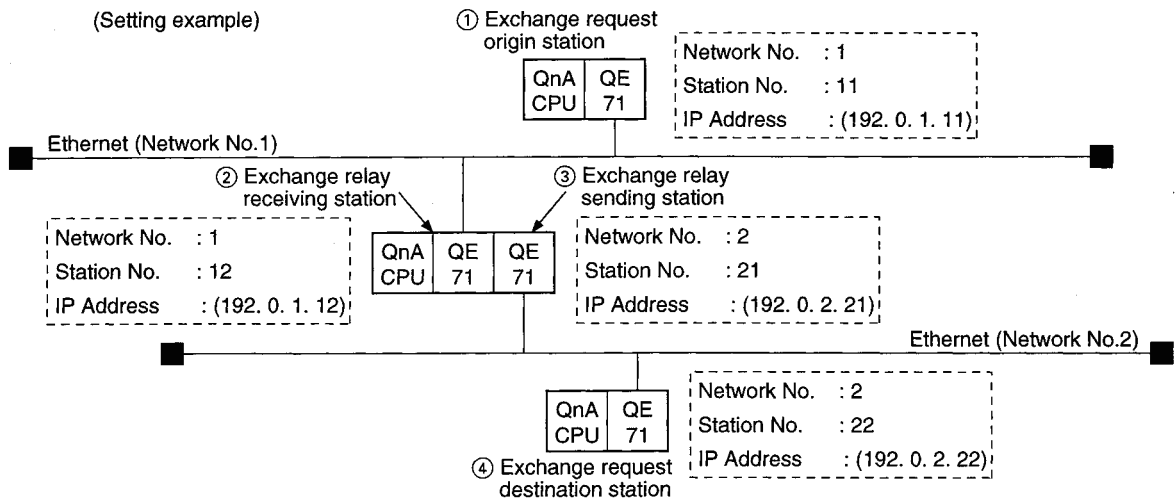 (Setting example)
① Exchange request
origin station
QnA CPU
QE 71
Network No. : 1
Station No. : 11
IP Address : (192. 0. 1. 11)
Ethernet (Network No.1)
② Exchange relay
receiving station
③ Exchange relay
sending station
Network No. : 1
Station No. : 12
IP Address : (192. 0. 1. 12)
QnA CPU
QE 71
QE 71
Network No. : 2
Station No. : 21
IP Address : (192. 0. 2. 21)
Ethernet (Network No.2)
QnA CPU
QE 71
④ Exchange request
destination station
Network No. : 2
Station No. : 22
IP Address : (192. 0. 2. 22)